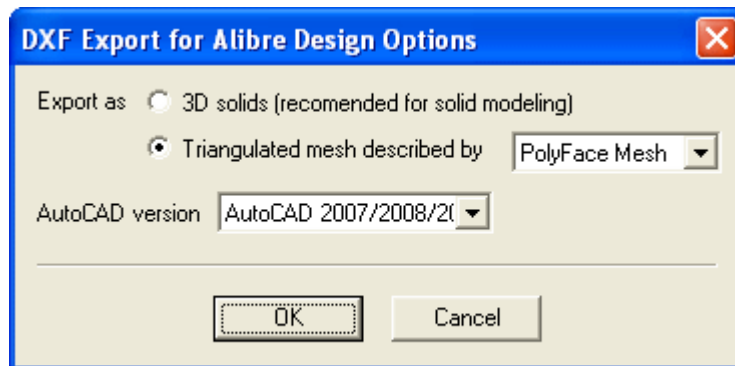 DXF Export for Alibre Design Options
Export as 3D solids (recomended for solid modeling)
Triangulated mesh described by PolyFace Mesh
AutoCAD version AutoCAD 2007/2008/20
OK Cancel